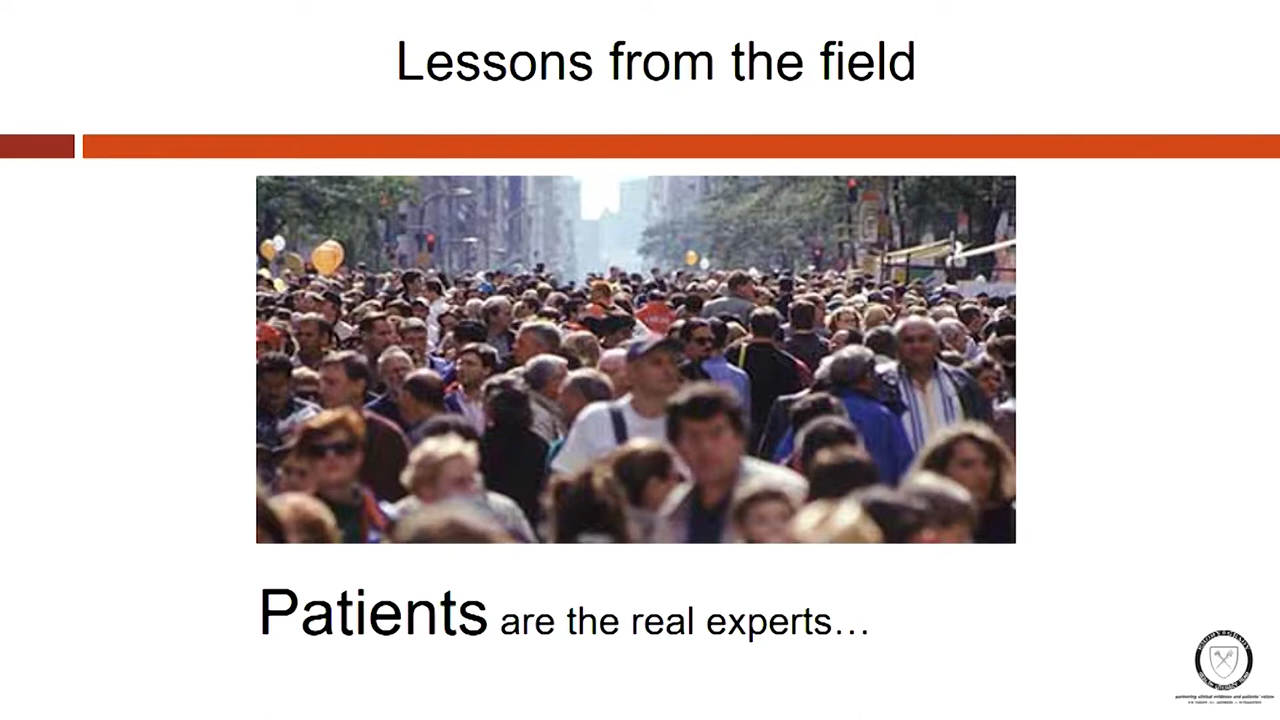 Lessons from the field
Patients are the real experts…